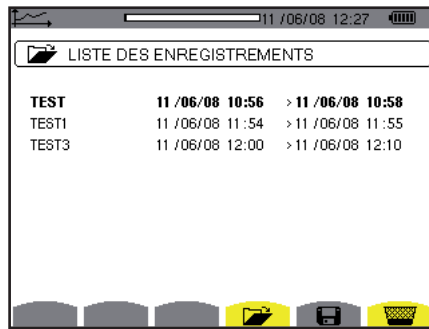 11 /06/08 12:27
LISTE DES ENREGISTREMENTS
TEST 11 /06/08 10:56 >11 /06/08 10:58
TEST1 11 /06/08 11:54 >11 /06/08 11:55
TEST3 11 /06/08 12:00 >11 /06/08 12:10